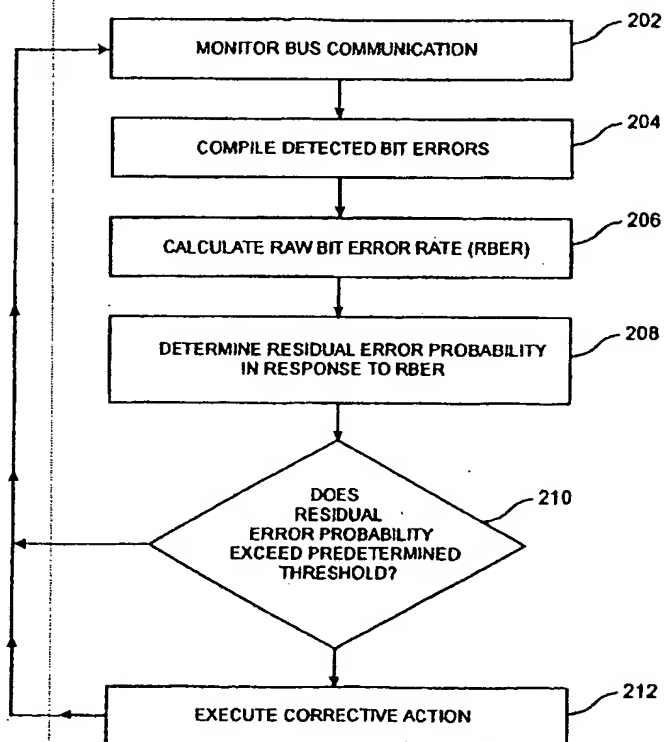 202
MONITOR BUS COMMUNICATION
204
COMPILE DETECTED BIT ERRORS
206
CALCULATE RAW BIT ERROR RATE (RBER)
208
DETERMINE RESIDUAL ERROR PROBABILITY
IN RESPONSE TO RBER
210
DOES
RESIDUAL
ERROR PROBABILITY
EXCEED PREDETERMINED
THRESHOLD?
212
EXECUTE CORRECTIVE ACTION